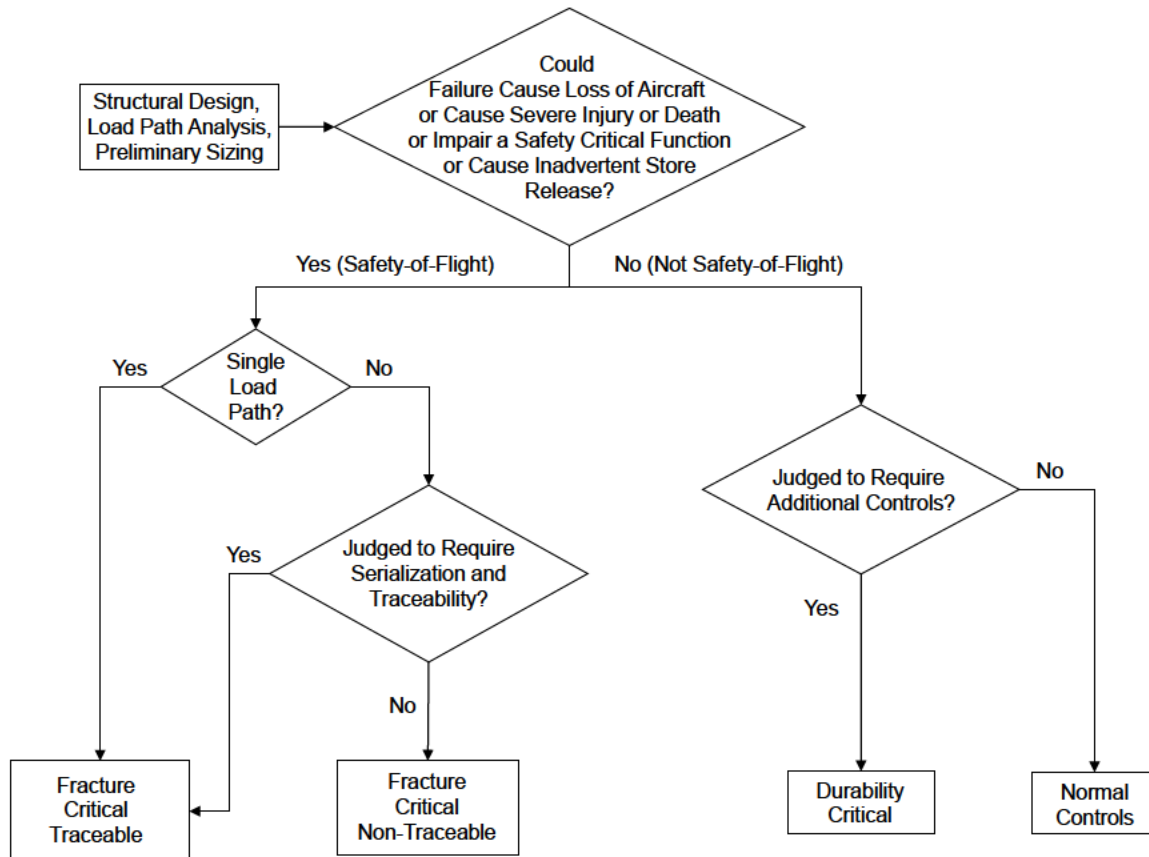 Structural Design,
Load Path Analysis,
Preliminary Sizing
Could
Failure Cause Loss of Aircraft
or Cause Severe Injury or Death
or Impair a Safety Critical Function
or Cause Inadvertent Store
Release?
Yes (Safety-of-Flight)
No (Not Safety-of-Flight)
Yes
Single
Load
Path?
No
Yes
Judged to Require
Serialization and
Traceability?
No
Judged to Require
Additional Controls?
No
Yes
Fracture
Critical
Traceable
Fracture
Critical
Non-Traceable
Durability
Critical
Normal
Controls